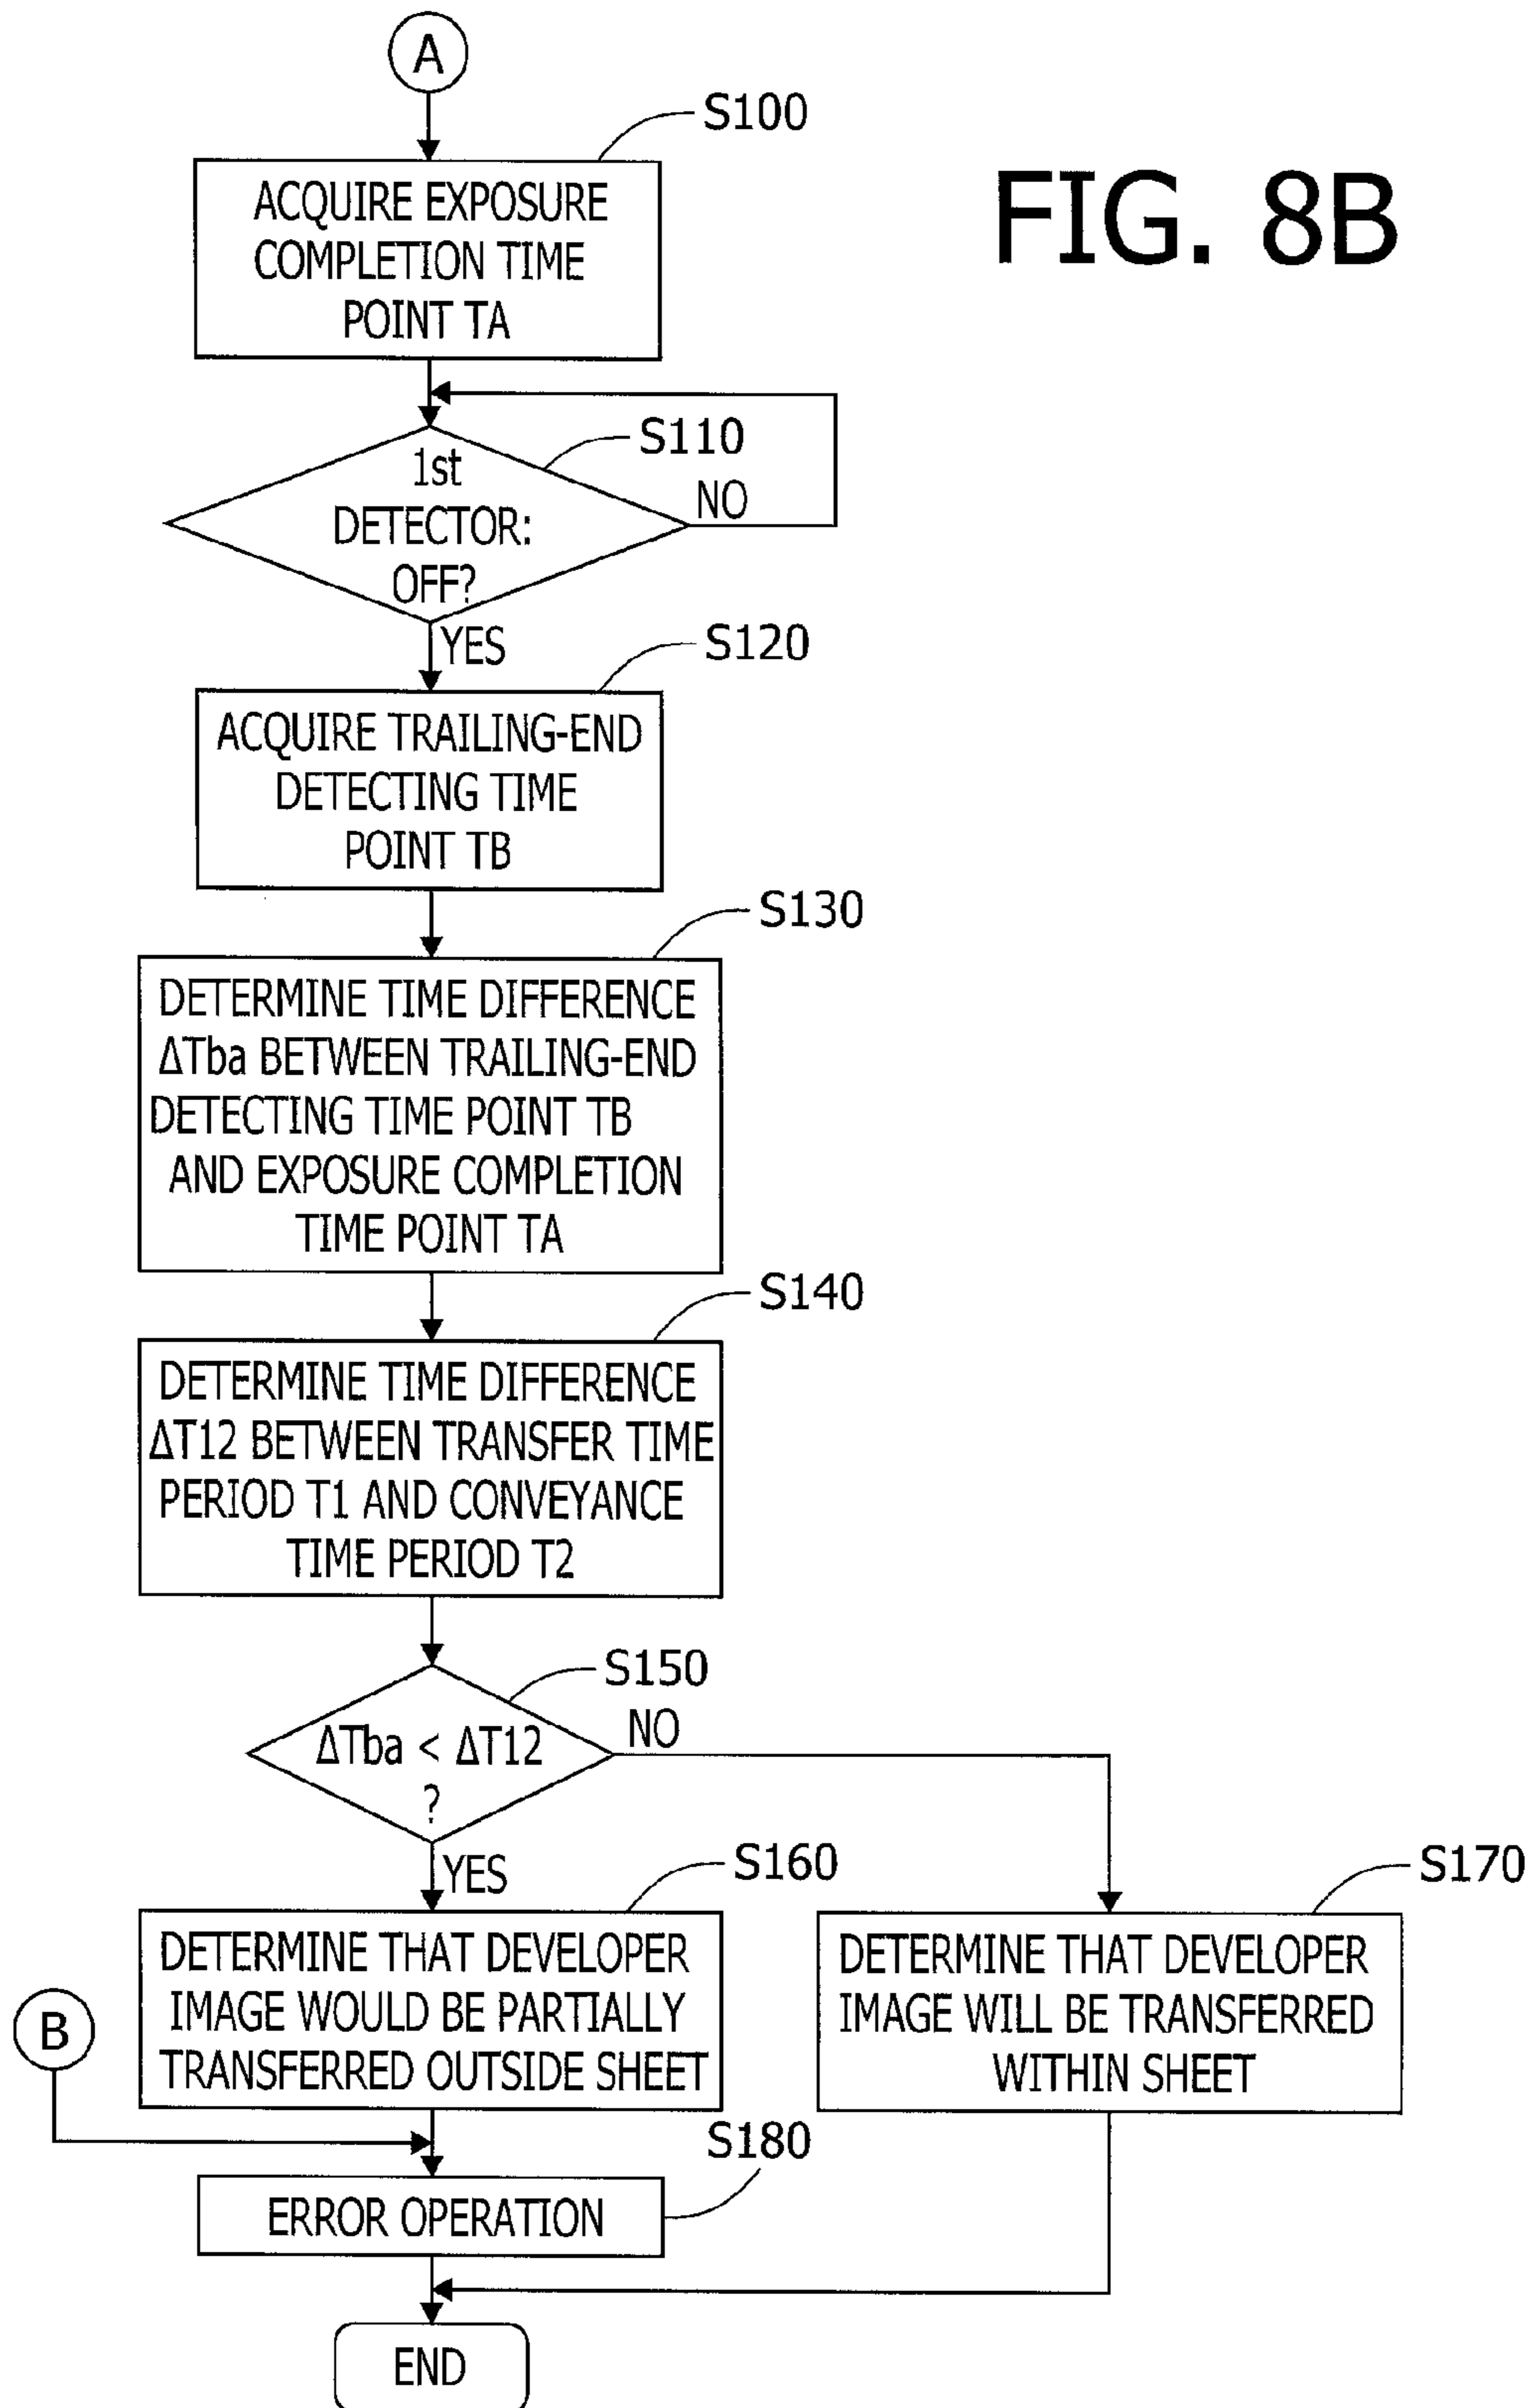 A
S100
FIG. 8B
ACQUIRE EXPOSURE
COMPLETION TIME
POINT TA
S110
1st
DETECTOR:
OFF?
NO
YES
S120
ACQUIRE TRAILING-END
DETECTING TIME
POINT TB
S130
DETERMINE TIME DIFFERENCE
ΔTba BETWEEN TRAILING-END
DETECTING TIME POINT TB
AND EXPOSURE COMPLETION
TIME POINT TA
S140
DETERMINE TIME DIFFERENCE
ΔT12 BETWEEN TRANSFER TIME
PERIOD T1 AND CONVEYANCE
TIME PERIOD T2
S150
ΔTba < ΔT12
?
NO
YES
S160
DETERMINE THAT DEVELOPER
IMAGE WOULD BE PARTIALLY
TRANSFERRED OUTSIDE SHEET
S170
DETERMINE THAT DEVELOPER
IMAGE WILL BE TRANSFERRED
WITHIN SHEET
B
S180
ERROR OPERATION
END